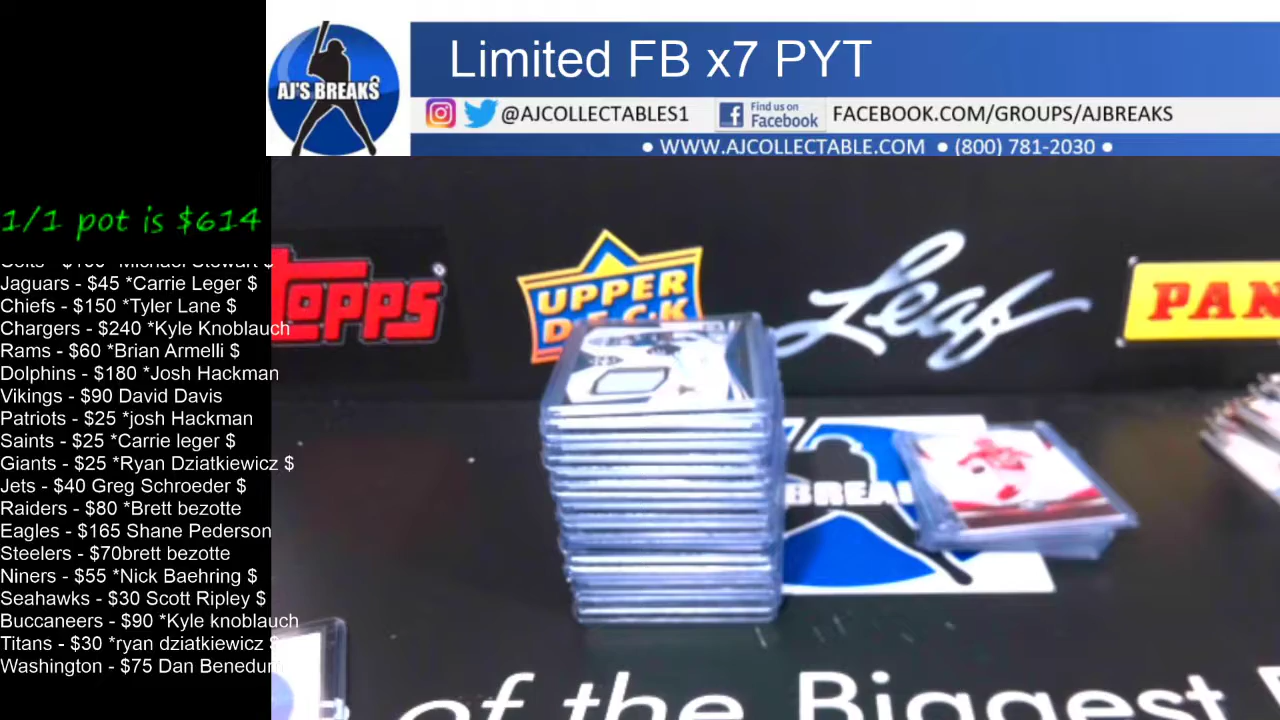 Limited FB x7 PYT
AJ'S BREAKS
@AJCOLLECTABLES1
Find us on
Facebook
FACEBOOK.COM/GROUPS/AJBREAKS
• WWW.AJCOLLECTABLE.COM • (800) 781-2030 •
1/1 pot is $614
Jaguars - $45 *Carrie Leger $
Chiefs - $150 *Tyler Lane $
Chargers - $240 *Kyle Knoblauch
Rams - $60 *Brian Armelli $
Dolphins - $180 *Josh Hackman
Vikings - $90 David Davis
Patriots - $25 *josh Hackman
Saints - $25 *Carrie leger $
Giants - $25 *Ryan Dziatkiewicz $
Jets - $40 Greg Schroeder $
Raiders - $80 *Brett bezotte
Eagles - $165 Shane Pederson
Steelers - $70brett bezotte
Niners - $55 *Nick Baehring $
Seahawks - $30 Scott Ripley $
Buccaneers - $90 *Kyle knoblauch
Titans - $30 *ryan dziatkiewicz $
Washington - $75 Dan Benedum
topps
UPPER
DECK
Leaf
PAN
BREA
of the Biggest